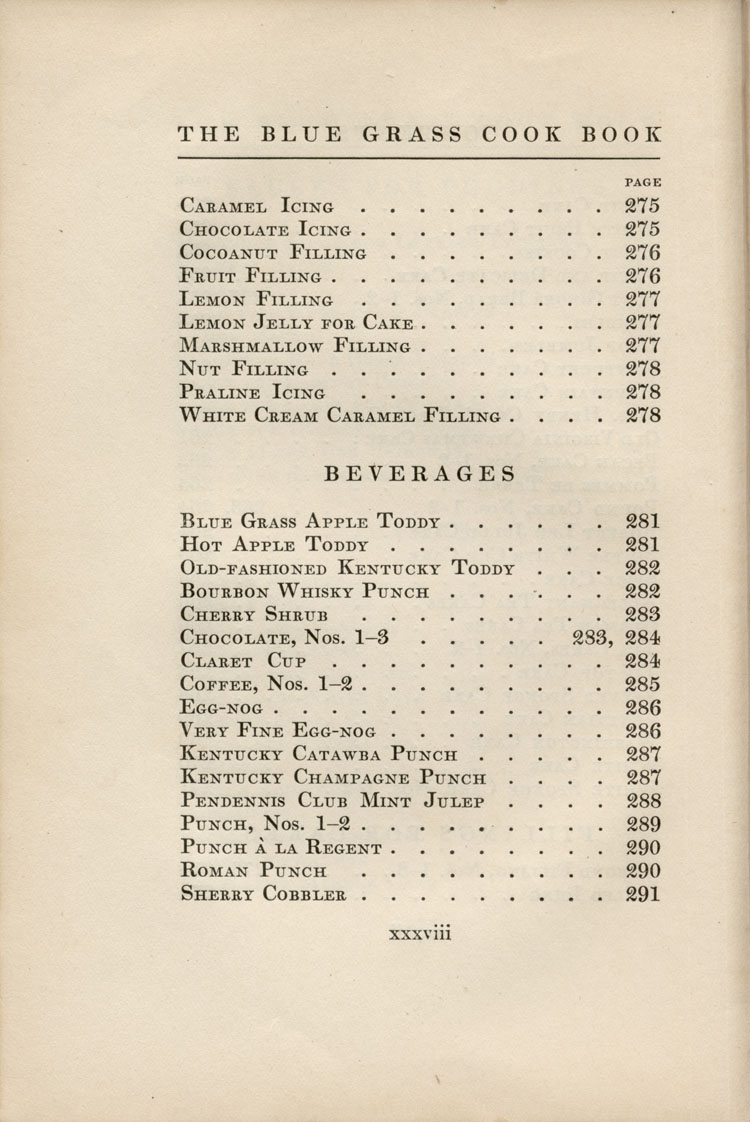 THE BLUE GRASS COOK BOOK
PAGE
CARAMEL ICING . . . . . . . . . 275
CHOCOLATE ICING . . . . . . . . . 275
COCOANUT FILLING . . . . . . . . 276
FRUIT FILLING . . . . . . . . . . 276
LEMON FILLING . . . . . . . . . 277
LEMON JELLY FOR CAKE . . . . . . . 277
MARSHMALLOW FILLING . . . . . . . 277
NUT FILLING . . . . . . . . . . 278
PRALINE ICING . . . . . . . . . 278
WHITE CREAM CARAMEL FILLING . . . . 278
BEVERAGES
BLUE GRASS APPLE TODDY . . . . . . 281
HOT APPLE TODDY . . . . . . . . 281
OLD-FASHIONED KENTUCKY TODDY . . . 282
BOURBON WHISKY PUNCH . . . . . . 282
CHERRY SHRUB . . . . . . . . . 283
CHOCOLATE, NOS. 1–3 . . . . . 283, 284
CLARET CUP . . . . . . . . . . 284
COFFEE, NOS. 1–2 . . . . . . . . . 285
EGG-NOG . . . . . . . . . . . . 286
VERY FINE EGG-NOG . . . . . . . . 286
KENTUCKY CATAWBA PUNCH . . . . . 287
KENTUCKY CHAMPAGNE PUNCH . . . . 287
PENDENNIS CLUB MINT JULEP . . . . 288
PUNCH, NOS. 1–2 . . . . . . . . . 289
PUNCH À LA REGENT . . . . . . . . 290
ROMAN PUNCH . . . . . . . . . 290
SHERRY COBBLER . . . . . . . . . 291
xxxviii